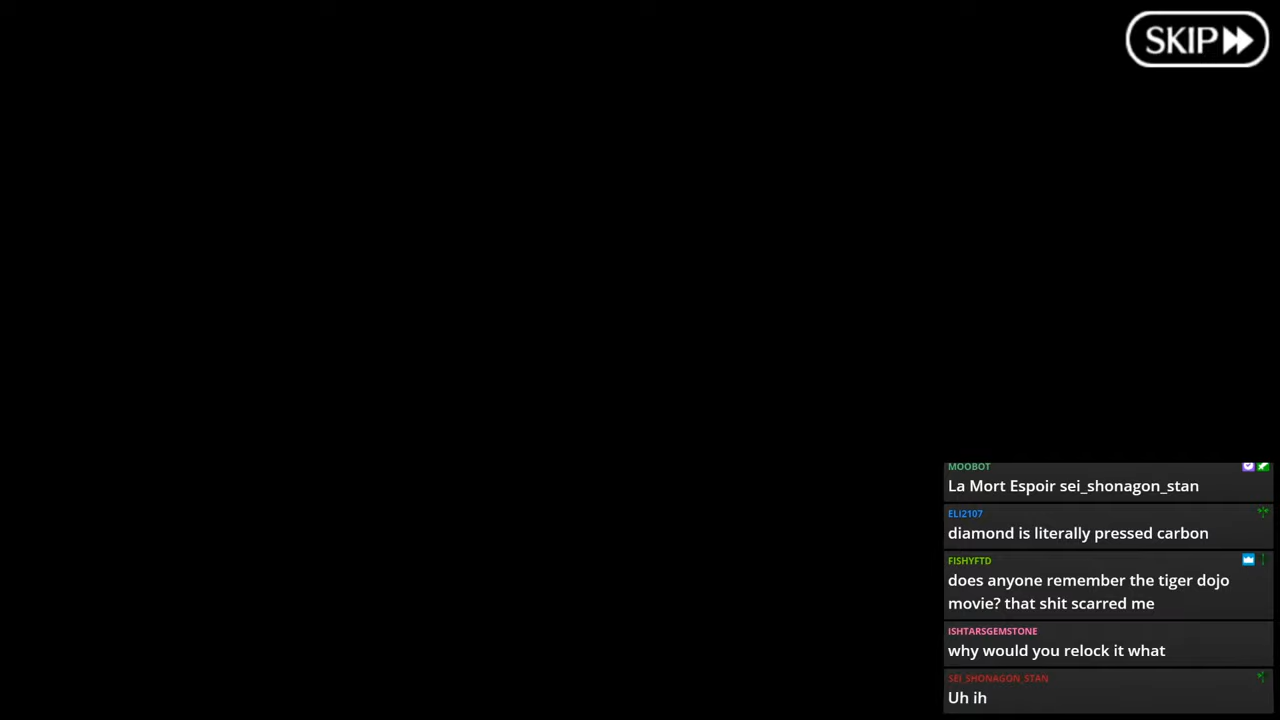 SKIP
MOOBOT
La Mort Espoir sei_shonagon_stan
ELI2107
diamond is literally pressed carbon
FISHYFTD
does anyone remember the tiger dojo
movie? that shit scarred me
ISHTARSGEMSTONE
why would you relock it what
SEI_SHONAGON_STAN
Uh ih